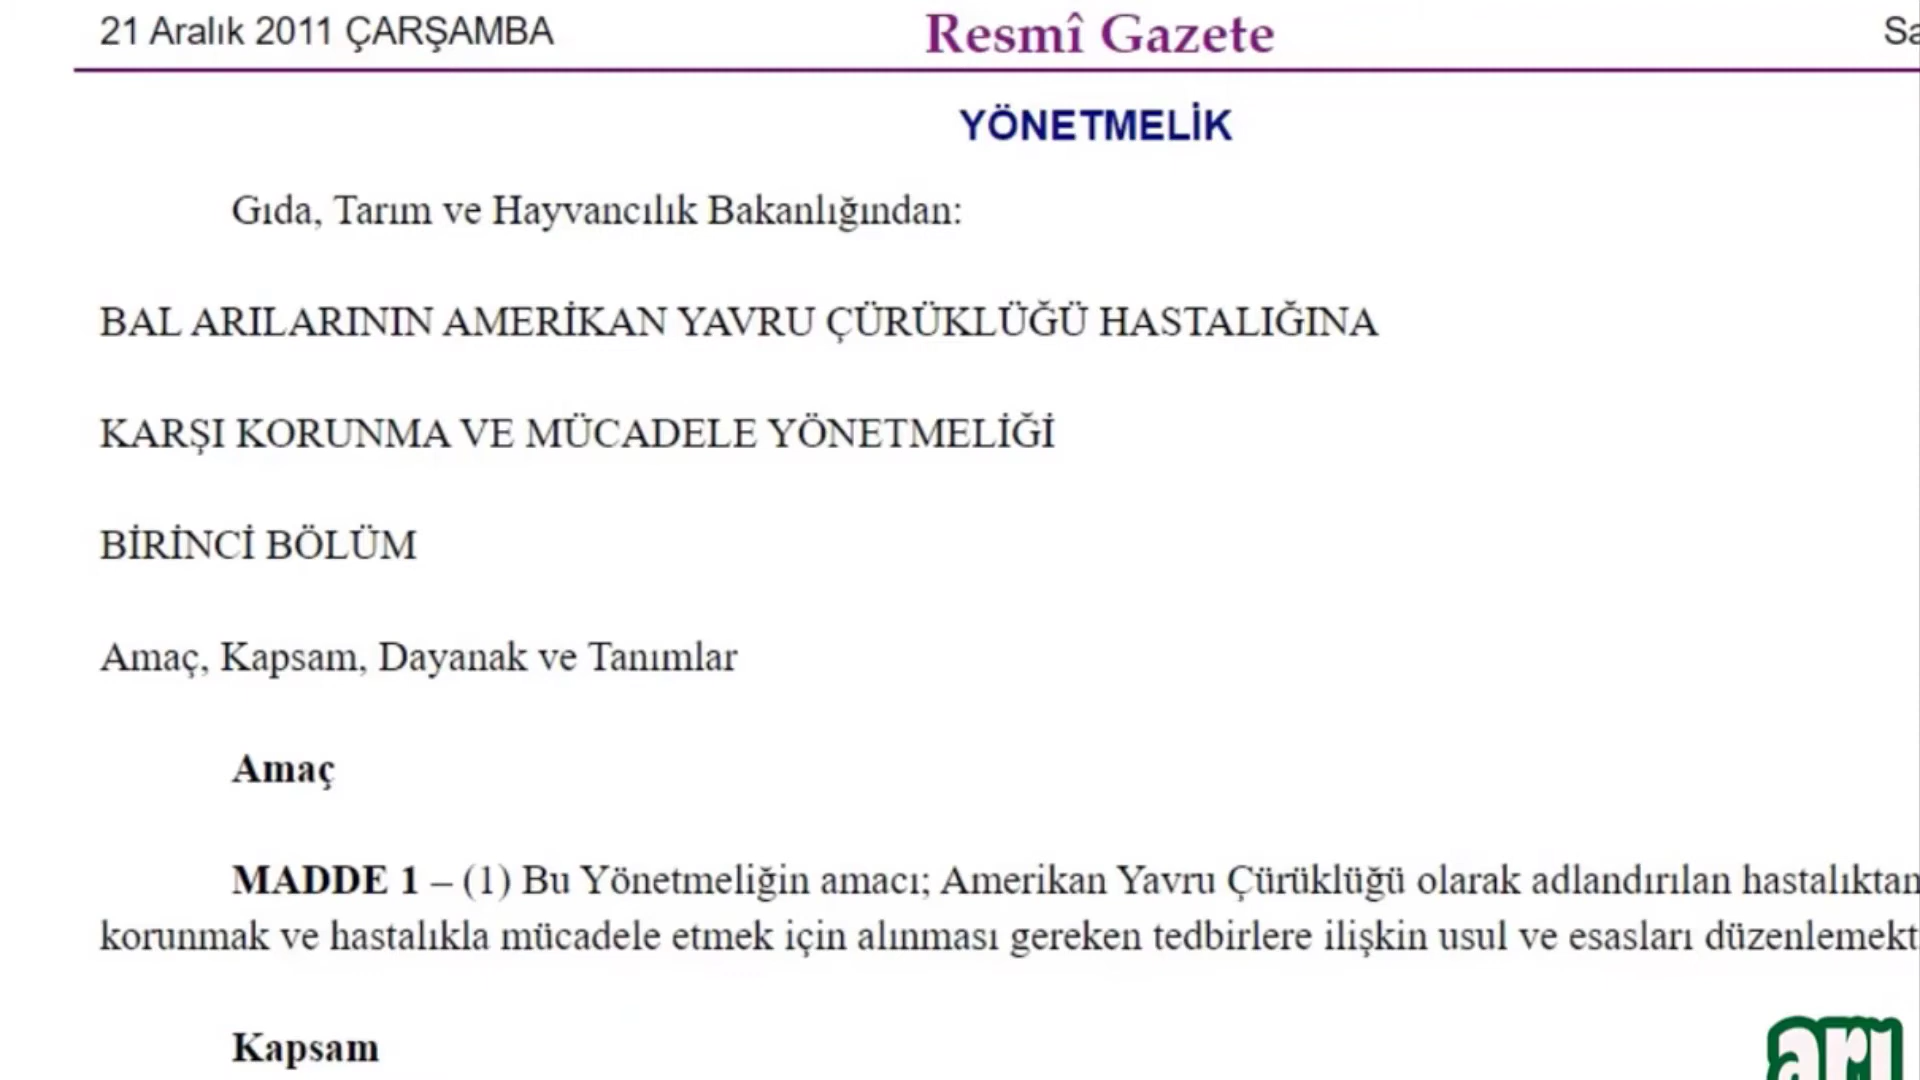 21 Aralık 2011 ÇARŞAMBA
Resmî Gazete
YÖNETMELİK
Gıda, Tarım ve Hayvancılık Bakanlığından:
BAL ARILARININ AMERİKAN YAVRU ÇÜRÜKLÜĞÜ HASTALIĞINA
KARŞI KORUNMA VE MÜCADELE YÖNETMELİĞİ
BİRİNCİ BÖLÜM
Amaç, Kapsam, Dayanak ve Tanımlar
Amaç
MADDE 1 – (1) Bu Yönetmeliğin amacı; Amerikan Yavru Çürüklüğü olarak adlandırılan hastalıktan
korunmak ve hastalıkla mücadele etmek için alınması gereken tedbirlere ilişkin usul ve esasları
Kapsam
arı